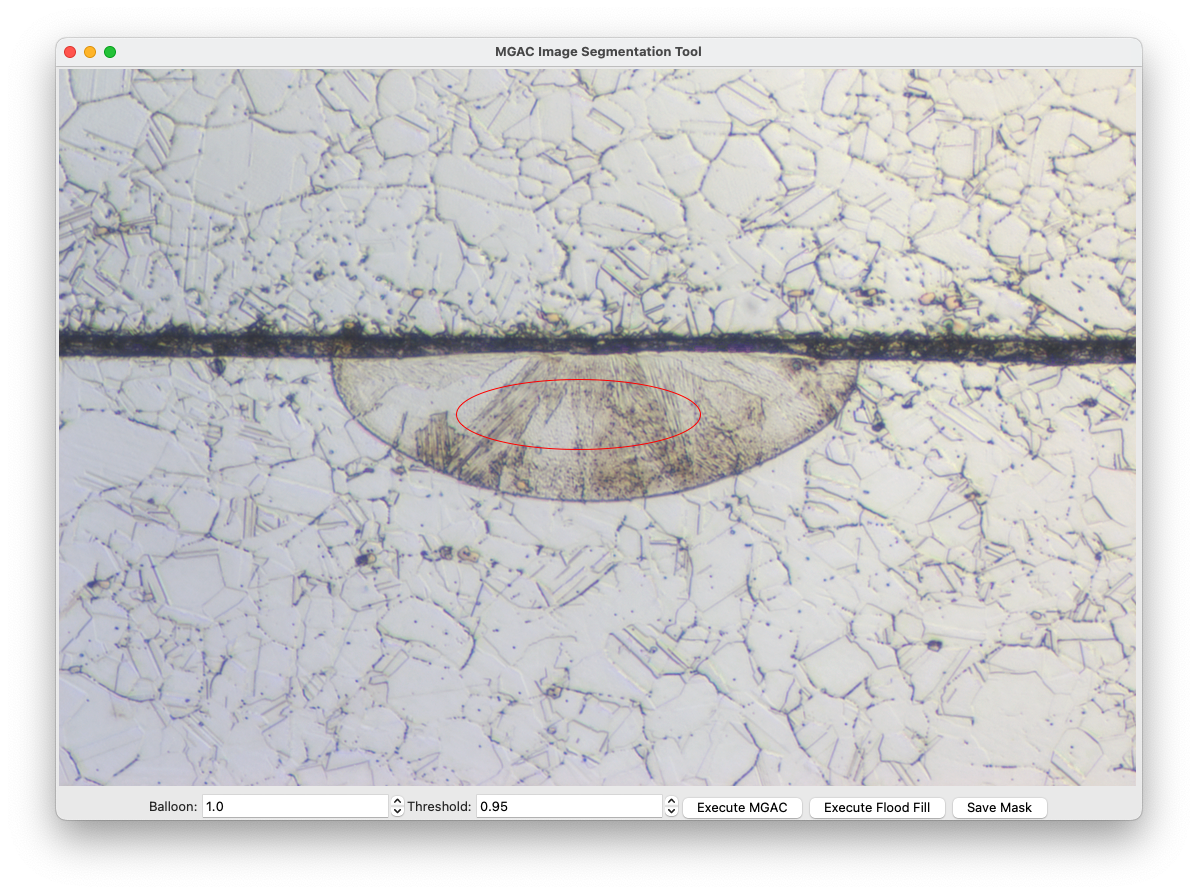 MGAC Image Segmentation Tool
Balloon: 1.0 Threshold: 0.95 Execute MGAC Execute Flood Fill Save Mask